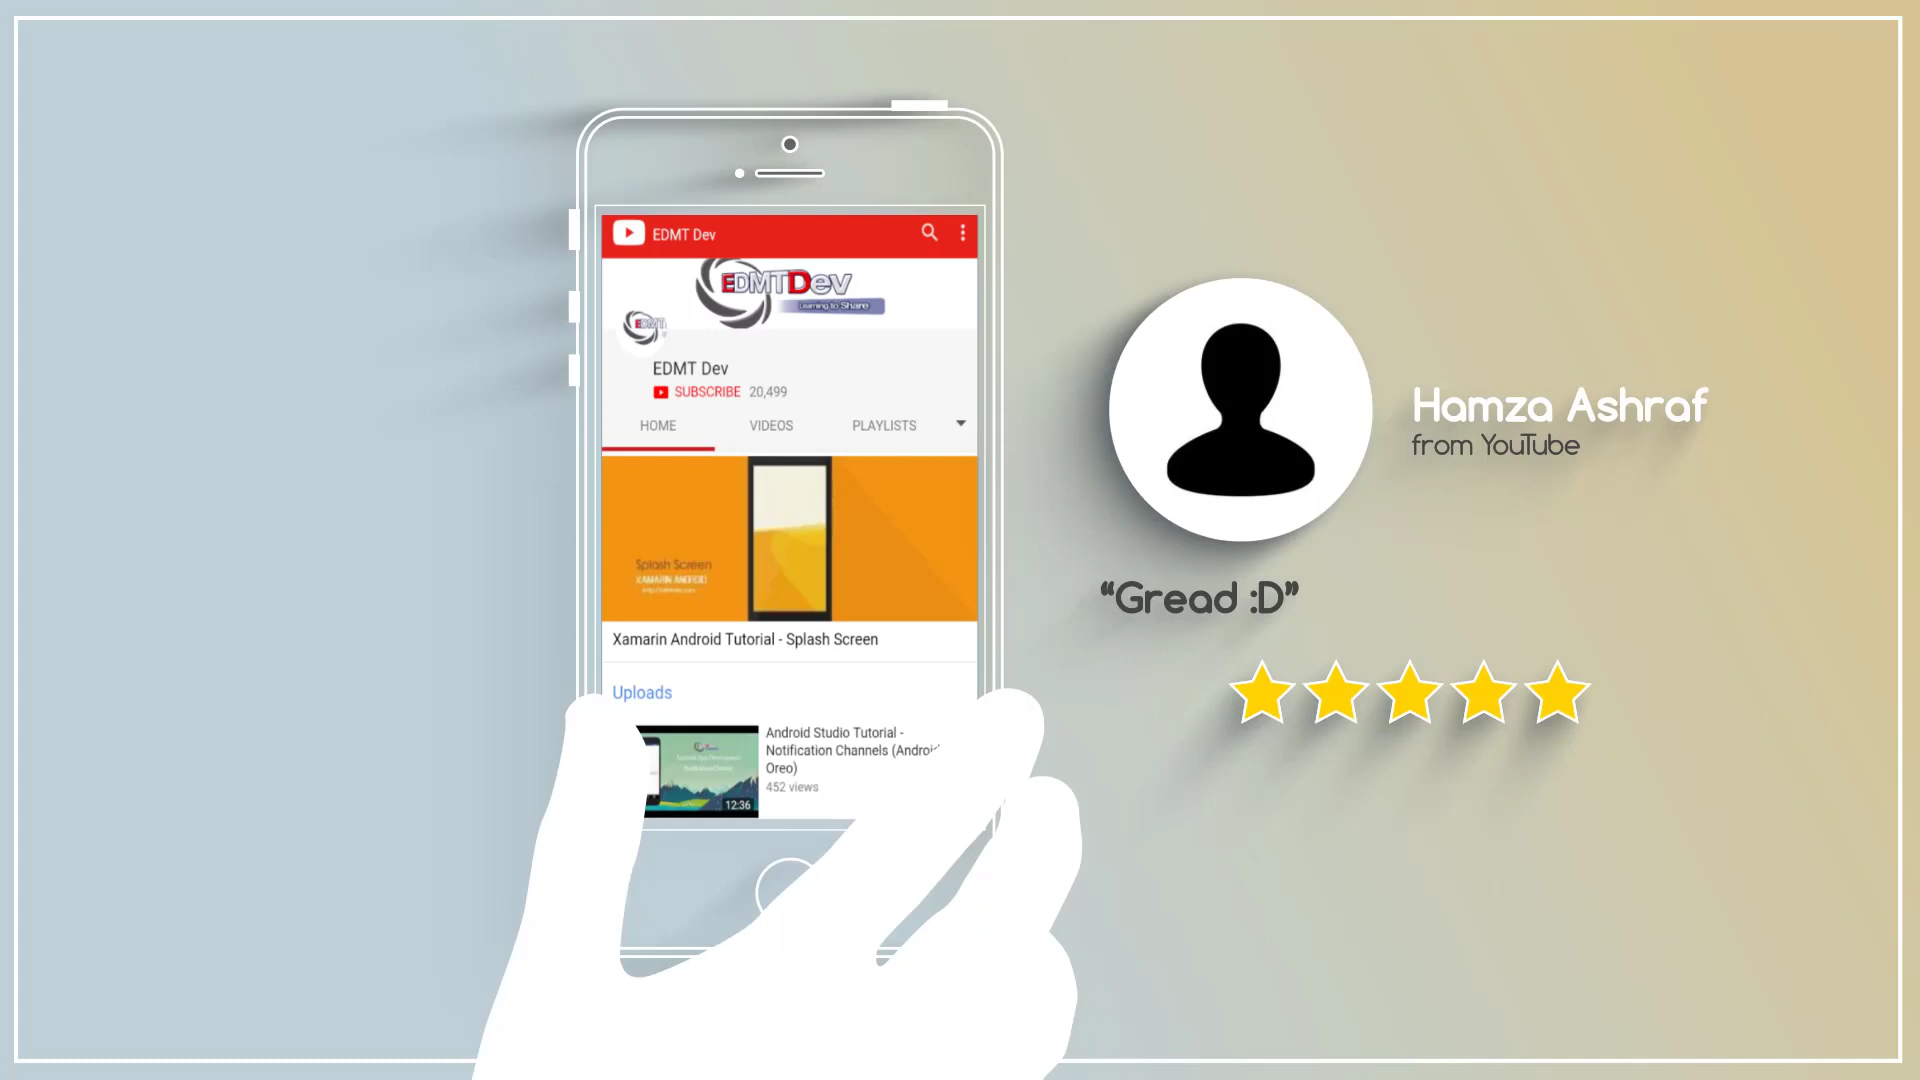 EDMT Dev
EDMTDev
Learning to Share
EDMT
EDMT Dev
SUBSCRIBE 20,499
HOME VIDEOS PLAYLISTS
Splash Screen
XAMARIN ANDROID
Xamarin Android Tutorial - Splash Screen
Uploads
Android Studio Tutorial -
Notification Channels (Android
Oreo)
452 views
12:36
Hamza Ashraf
from YouTube
“Gread :D”